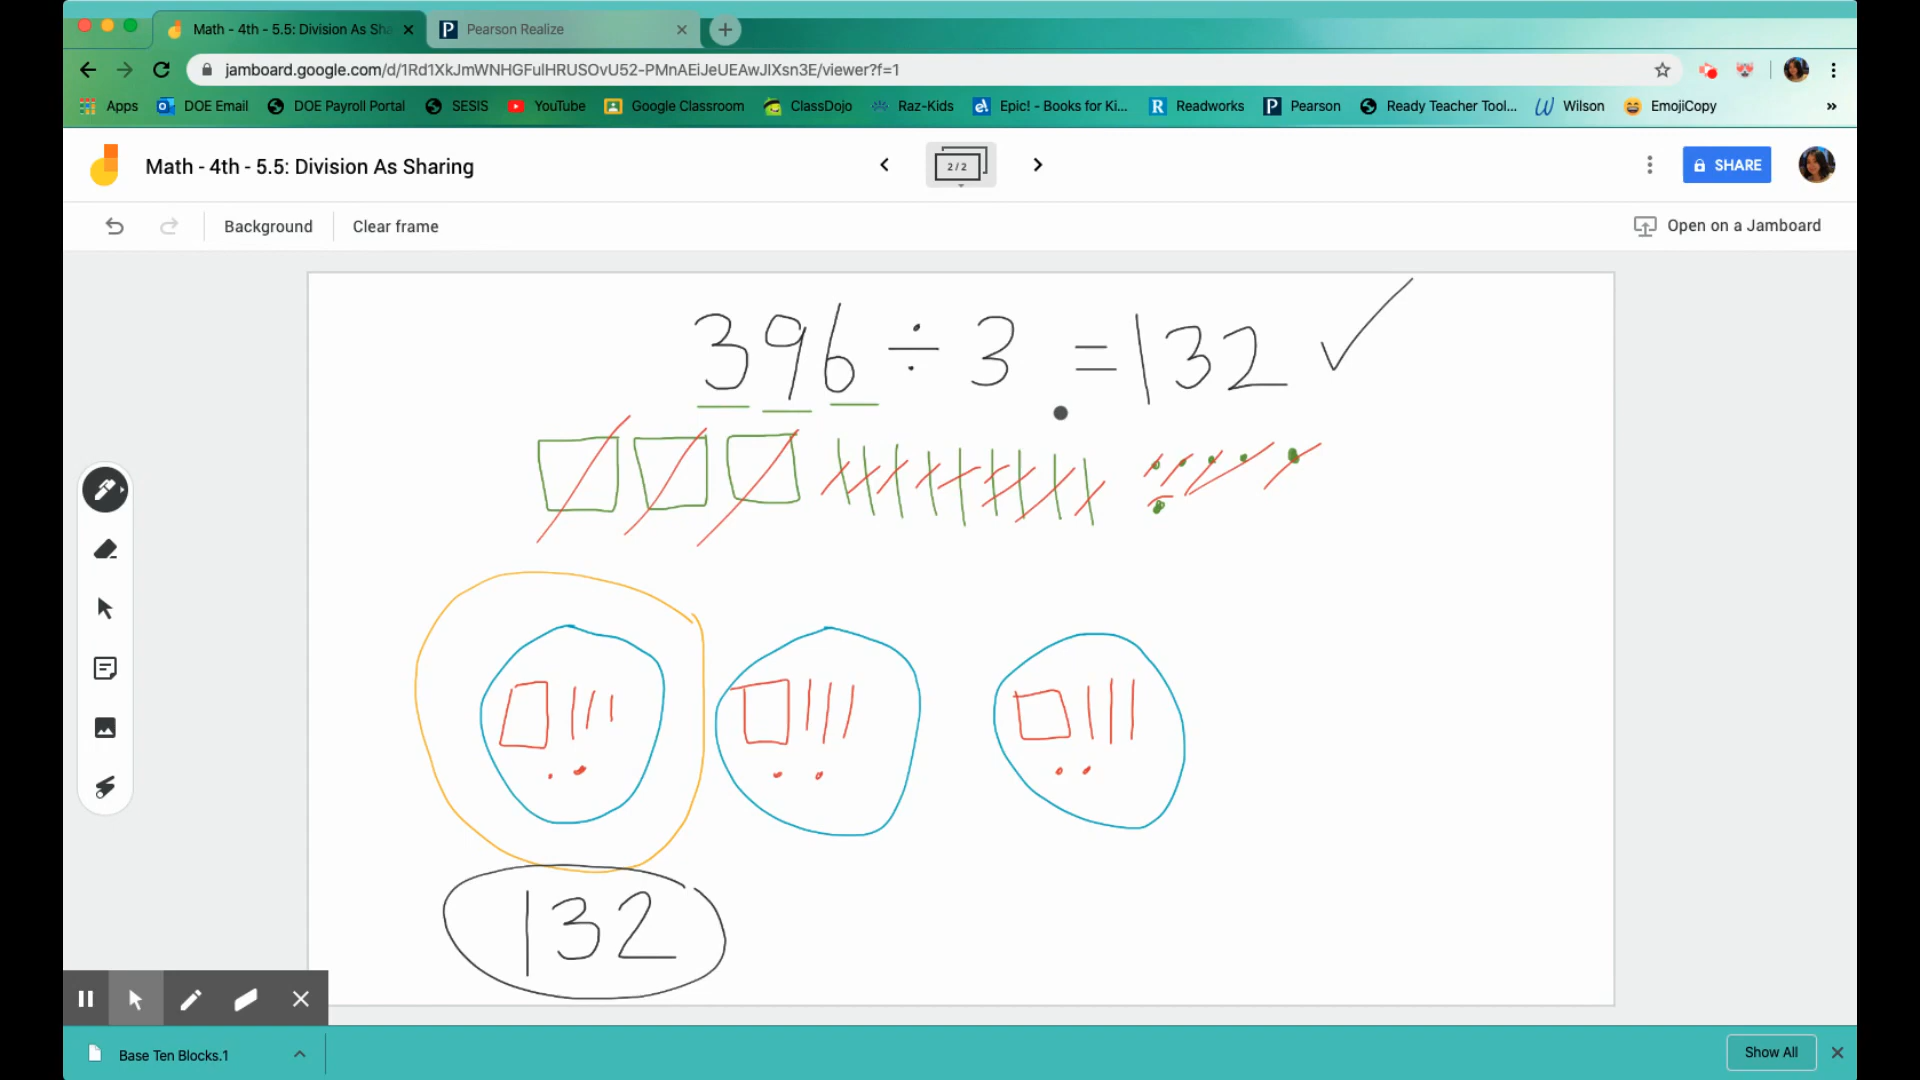 Math - 4th - 5.5: Division As Sha
Pearson Realize
jamboard.google.com/d/1Rd1XkJmWNHGFulHRUSOvU52-PMnAEiJeUEAwJlXsn3E/viewer?f=1
Apps DOE Email DOE Payroll Portal SESIS YouTube Google Classroom ClassDojo Raz-Kids Epic! - Books for Ki... Readworks Pearson Ready Teacher Tool... Wilson EmojiCopy »
Math - 4th - 5.5: Division As Sharing
2 / 2
SHARE
Background Clear frame
Open on a Jamboard
396 ÷ 3 = 132 ✓
132
Base Ten Blocks.1
Show All